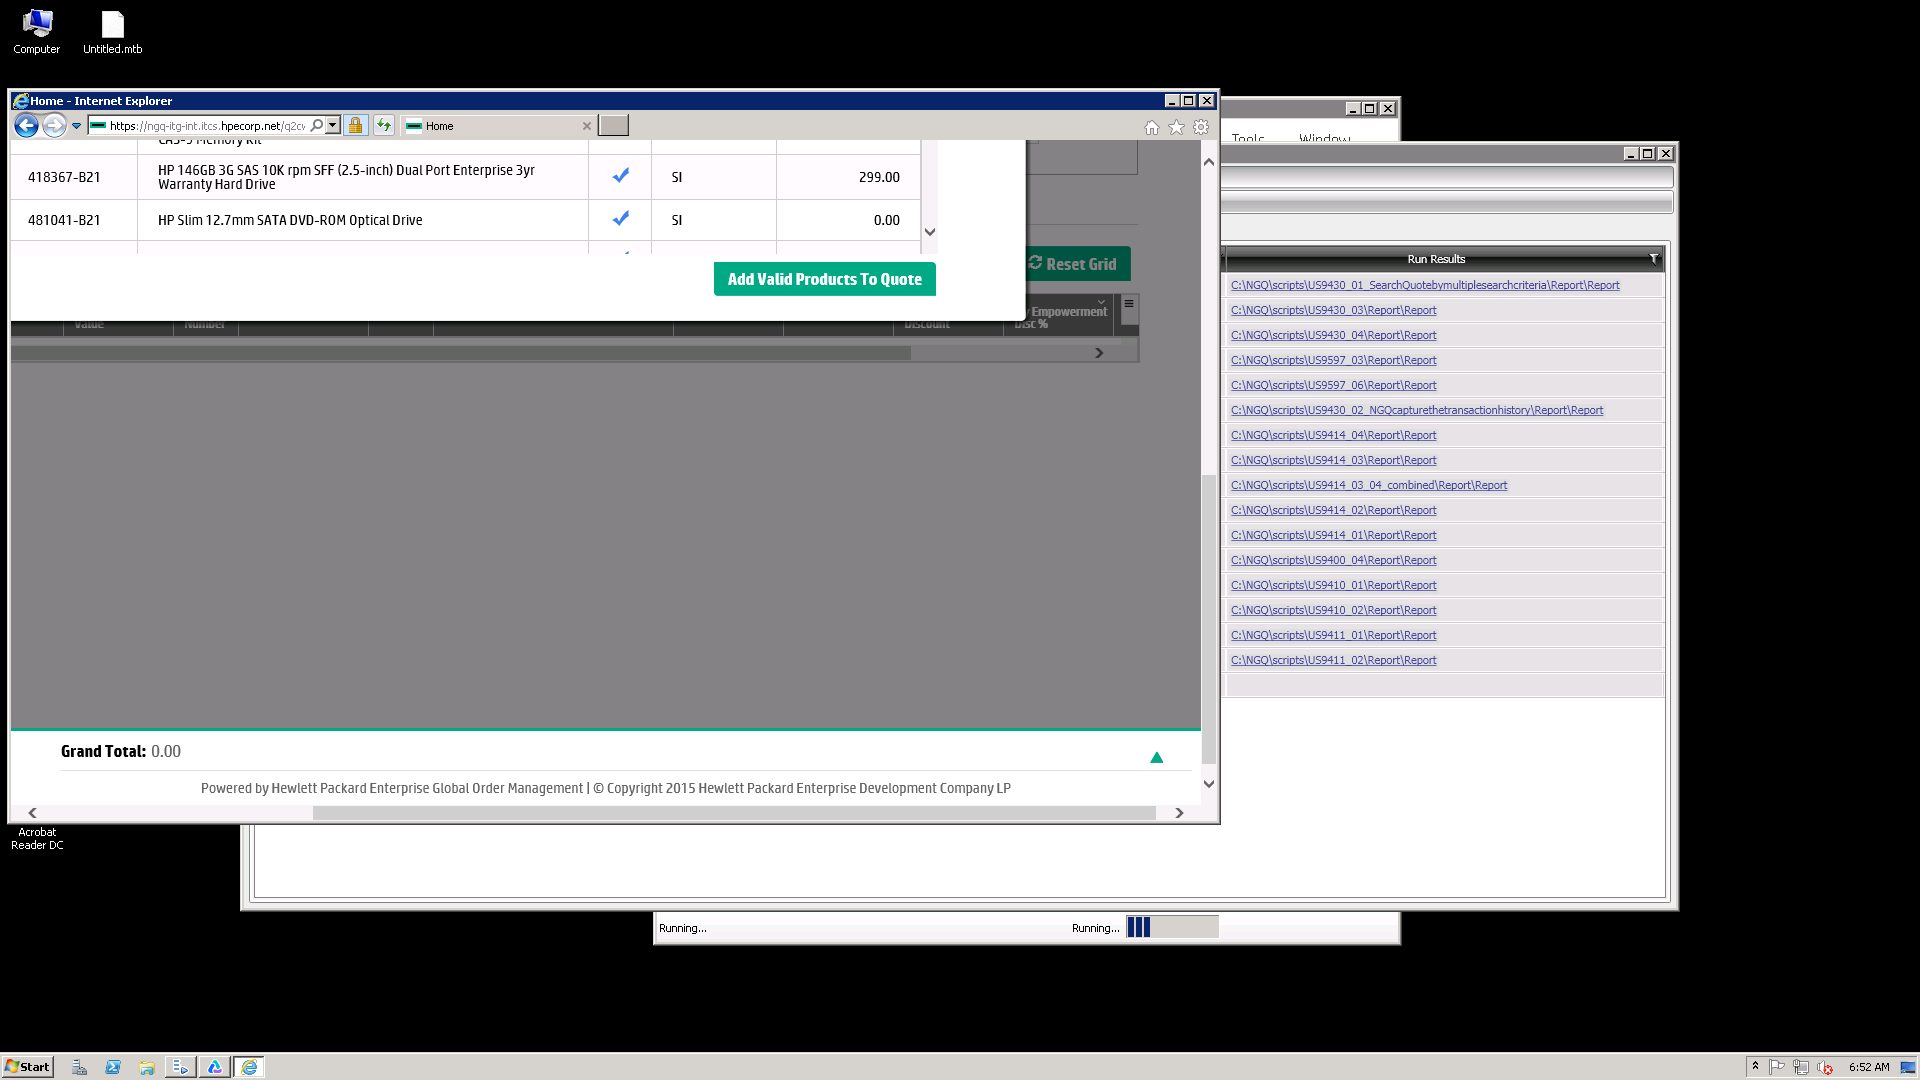 Computer
Untitled.mtb
Home - Internet Explorer
https://ngq-itg-int.itcs.hpecorp.net/q2c
Home
Tools
Window
CAS-9 Memory Kit
418367-B21
HP 146GB 3G SAS 10K rpm SFF (2.5-inch) Dual Port Enterprise 3yr
Warranty Hard Drive
SI
299.00
481041-B21
HP Slim 12.7mm SATA DVD-ROM Optical Drive
SI
0.00
Add Valid Products To Quote
Reset Grid
Value
Number
Discount
Empowerment
Disc %
Run Results
C:\NGQ\scripts\US9430_01_SearchQuotebymultiplesearchcriteria\Report\Report
C:\NGQ\scripts\US9430_03\Report\Report
C:\NGQ\scripts\US9430_04\Report\Report
C:\NGQ\scripts\US9597_03\Report\Report
C:\NGQ\scripts\US9597_06\Report\Report
C:\NGQ\scripts\US9430_02_NGQcapturethetransactionhistory\Report\Report
C:\NGQ\scripts\US9414_04\Report\Report
C:\NGQ\scripts\US9414_03\Report\Report
C:\NGQ\scripts\US9414_03_04_combined\Report\Report
C:\NGQ\scripts\US9414_02\Report\Report
C:\NGQ\scripts\US9414_01\Report\Report
C:\NGQ\scripts\US9400_04\Report\Report
C:\NGQ\scripts\US9410_01\Report\Report
C:\NGQ\scripts\US9410_02\Report\Report
C:\NGQ\scripts\US9411_01\Report\Report
C:\NGQ\scripts\US9411_02\Report\Report
Grand Total: 0.00
Powered by Hewlett Packard Enterprise Global Order Management | © Copyright 2015 Hewlett Packard Enterprise Development Company LP
Acrobat
Reader DC
Running...
Running...
Start
6:52 AM